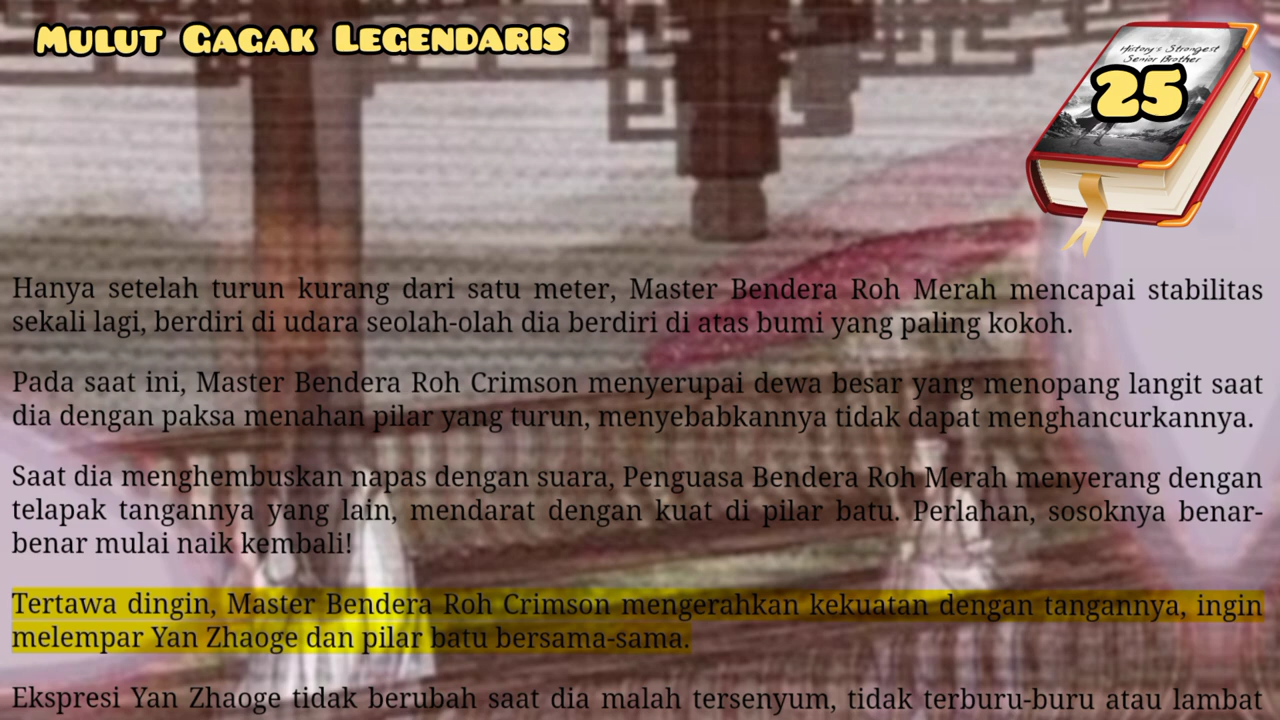 Mulut Gagak Legendaris
History's Strongest
Senior Brother
25
Hanya setelah turun kurang dari satu meter, Master Bendera Roh Merah mencapai stabilitas
sekali lagi, berdiri di udara seolah-olah dia berdiri di atas bumi yang paling kokoh.
Pada saat ini, Master Bendera Roh Crimson menyerupai dewa besar yang menopang langit saat
dia dengan paksa menahan pilar yang turun, menyebabkannya tidak dapat menghancurkannya.
Saat dia menghembuskan napas dengan suara, Penguasa Bendera Roh Merah menyerang dengan
telapak tangannya yang lain, mendarat dengan kuat di pilar batu. Perlahan, sosoknya benar-
benar mulai naik kembali!
Tertawa dingin, Master Bendera Roh Crimson mengerahkan kekuatan dengan tangannya, ingin
melempar Yan Zhaoge dan pilar batu bersama-sama.
Ekspresi Yan Zhaoge tidak berubah saat dia malah tersenyum, tidak terburu-buru atau lambat